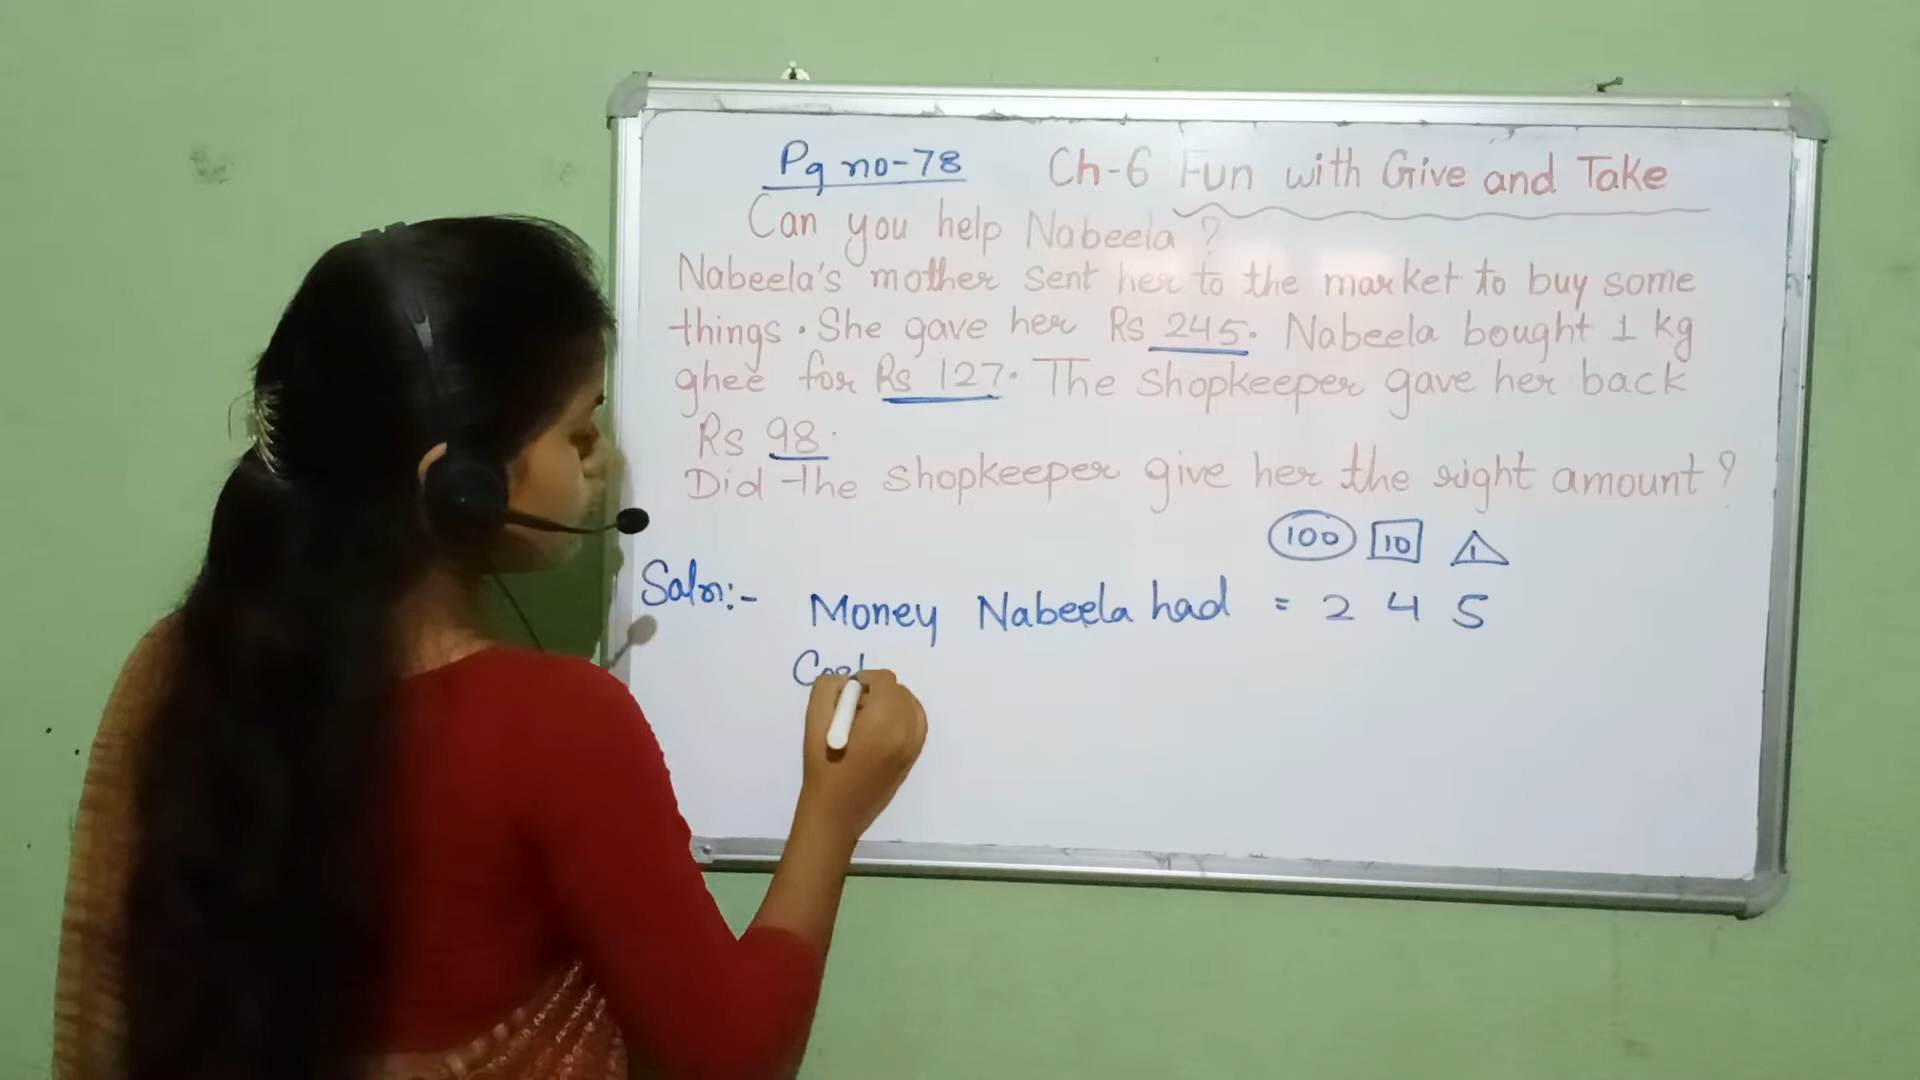 Pg no-78 Ch-6 Fun with Give and Take
Can you help Nabeela ?
Nabeela's mother sent her to the market to buy some
things. She gave her Rs 245. Nabeela bought 1 kg
ghee for Rs 127. The shopkeeper gave her back
Rs 98.
Did the shopkeeper give her the right amount ?
100 10 1
Soln:- Money Nabeela had = 2 4 5